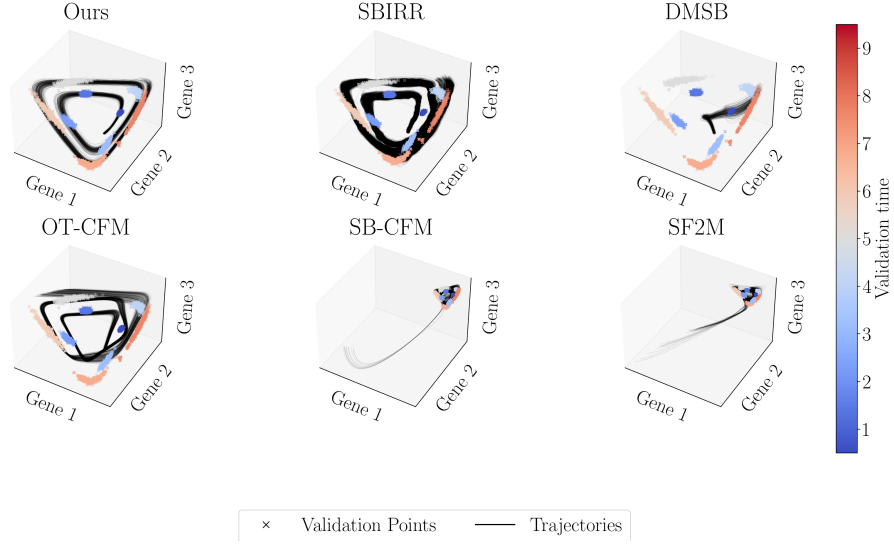 Ours
SBIRR
DMSB
Gene 1
Gene 2
Gene 3
Gene 1
Gene 2
Gene 3
Gene 1
Gene 2
Gene 3
OT-CFM
SB-CFM
SF2M
Gene 1
Gene 2
Gene 3
Gene 1
Gene 2
Gene 3
Gene 1
Gene 2
Gene 3
9
8
7
6
5
4
3
2
1
Validation time
× Validation Points
Trajectories